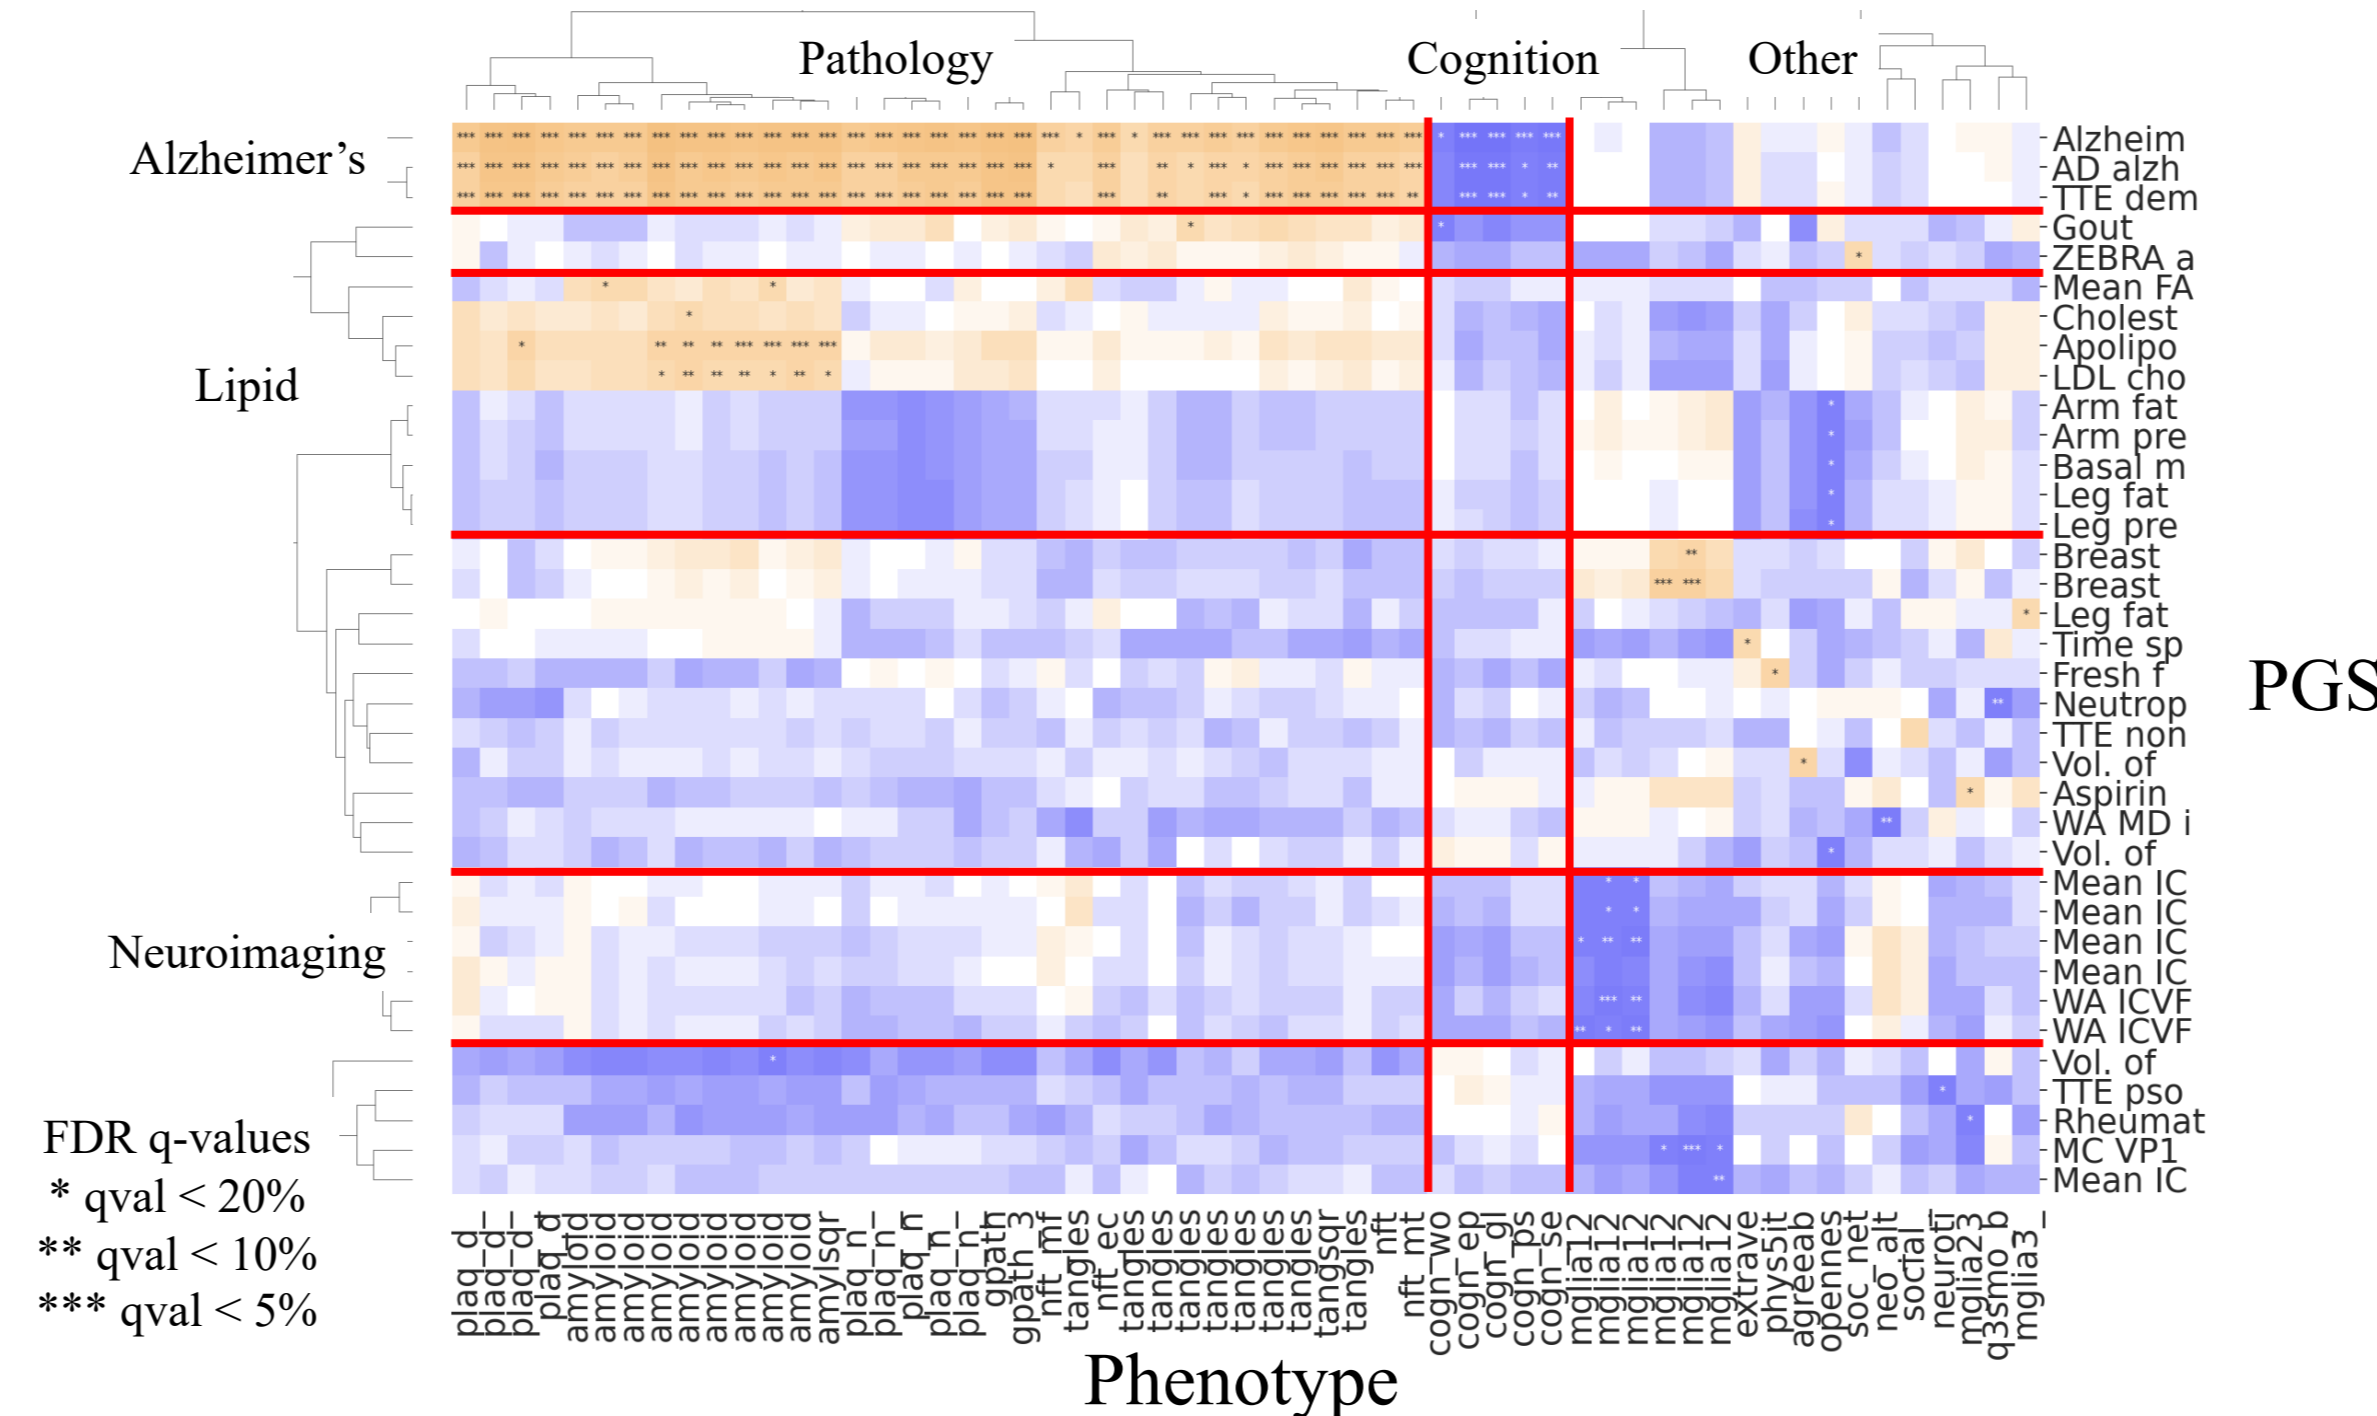 Pathology
Cognition
Other
Alzheimer’s
Lipid
Neuroimaging
FDR q-values
* qval < 20%
** qval < 10%
*** qval < 5%
Alzheim
AD alzh
TTE dem
Gout
ZEBRA a
Mean FA
Cholest
Apolipo
LDL cho
Arm fat
Arm pre
Basal m
Leg fat
Leg pre
Breast
Breast
Leg fat
Time sp
Fresh f
Neutrop
TTE non
Vol. of
Aspirin
WA MD i
Vol. of
Mean IC
Mean IC
Mean IC
Mean IC
WA ICVF
WA ICVF
Vol. of
TTE pso
Rheumat
MC VP1
Mean IC
PGS
plaq_d
plaq_d_
plaq_d_
plaq_d
amyloid
amyloid
amyloid
amyloid
amyloid
amyloid
amyloid
amyloid
amyloid
amylsqr
plaq_n_
plaq_n_
plaq_n
plaq_n_
plaq_n_
gpath
gpath_3
nft_mf
tangles
nft_ec
tangles
tangles
tangles
tangles
tangles
tangles
tangsqr
tangles
nft
nft_mt
cogn_wo
cogn_ep
cogn_gl
cogn_ps
cogn_se
mglia12
mglia12
mglia12
mglia12
mglia12
mglia12
extrave
phys5it
agreeab
opennes
soc_net
neo_alt
social_
neuroti
mglia23
q3smo_b
mglia3_
Phenotype